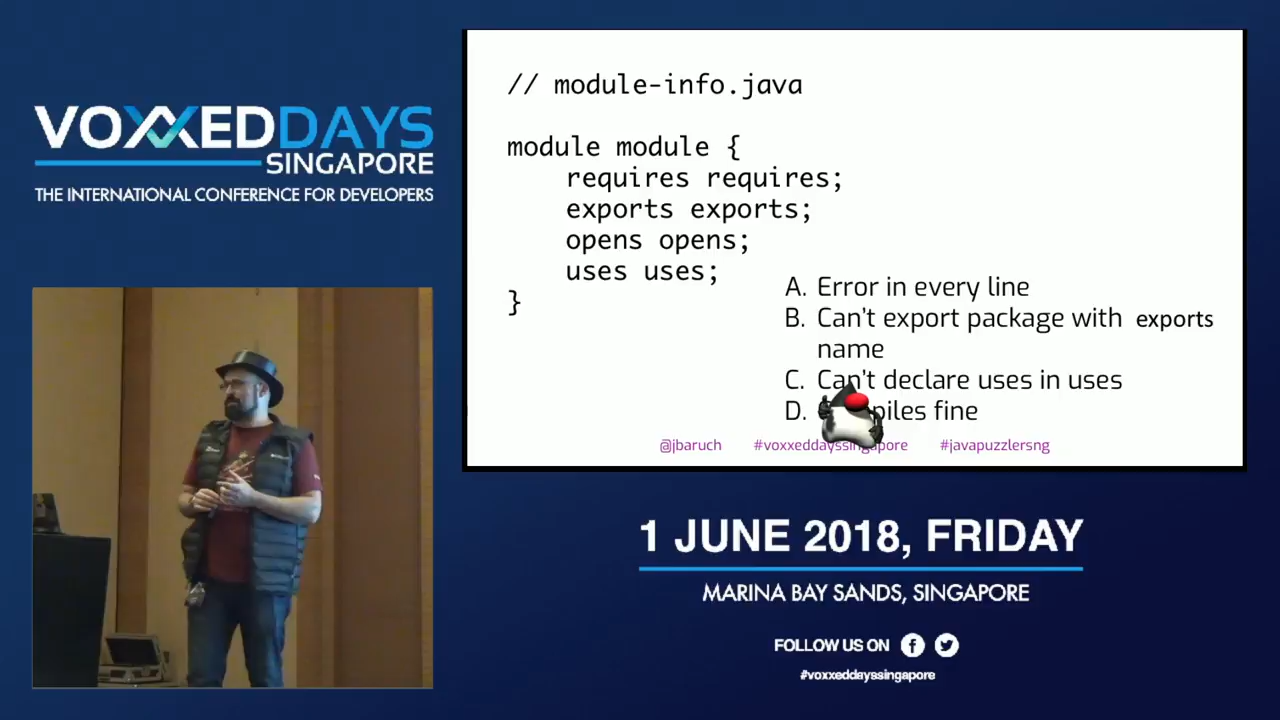 VOXXEDDAYS
SINGAPORE
THE INTERNATIONAL CONFERENCE FOR DEVELOPERS
// module-info.java
module module {
requires requires;
exports exports;
opens opens;
uses uses;
}
A. Error in every line
B. Can't export package with exports
name
C. Can't declare uses in uses
D. fine
@jbaruch #voxxeddayssingapore #javapuzzlersng
1 JUNE 2018, FRIDAY
MARINA BAY SANDS, SINGAPORE
FOLLOW US ON
#voxxeddayssingapore